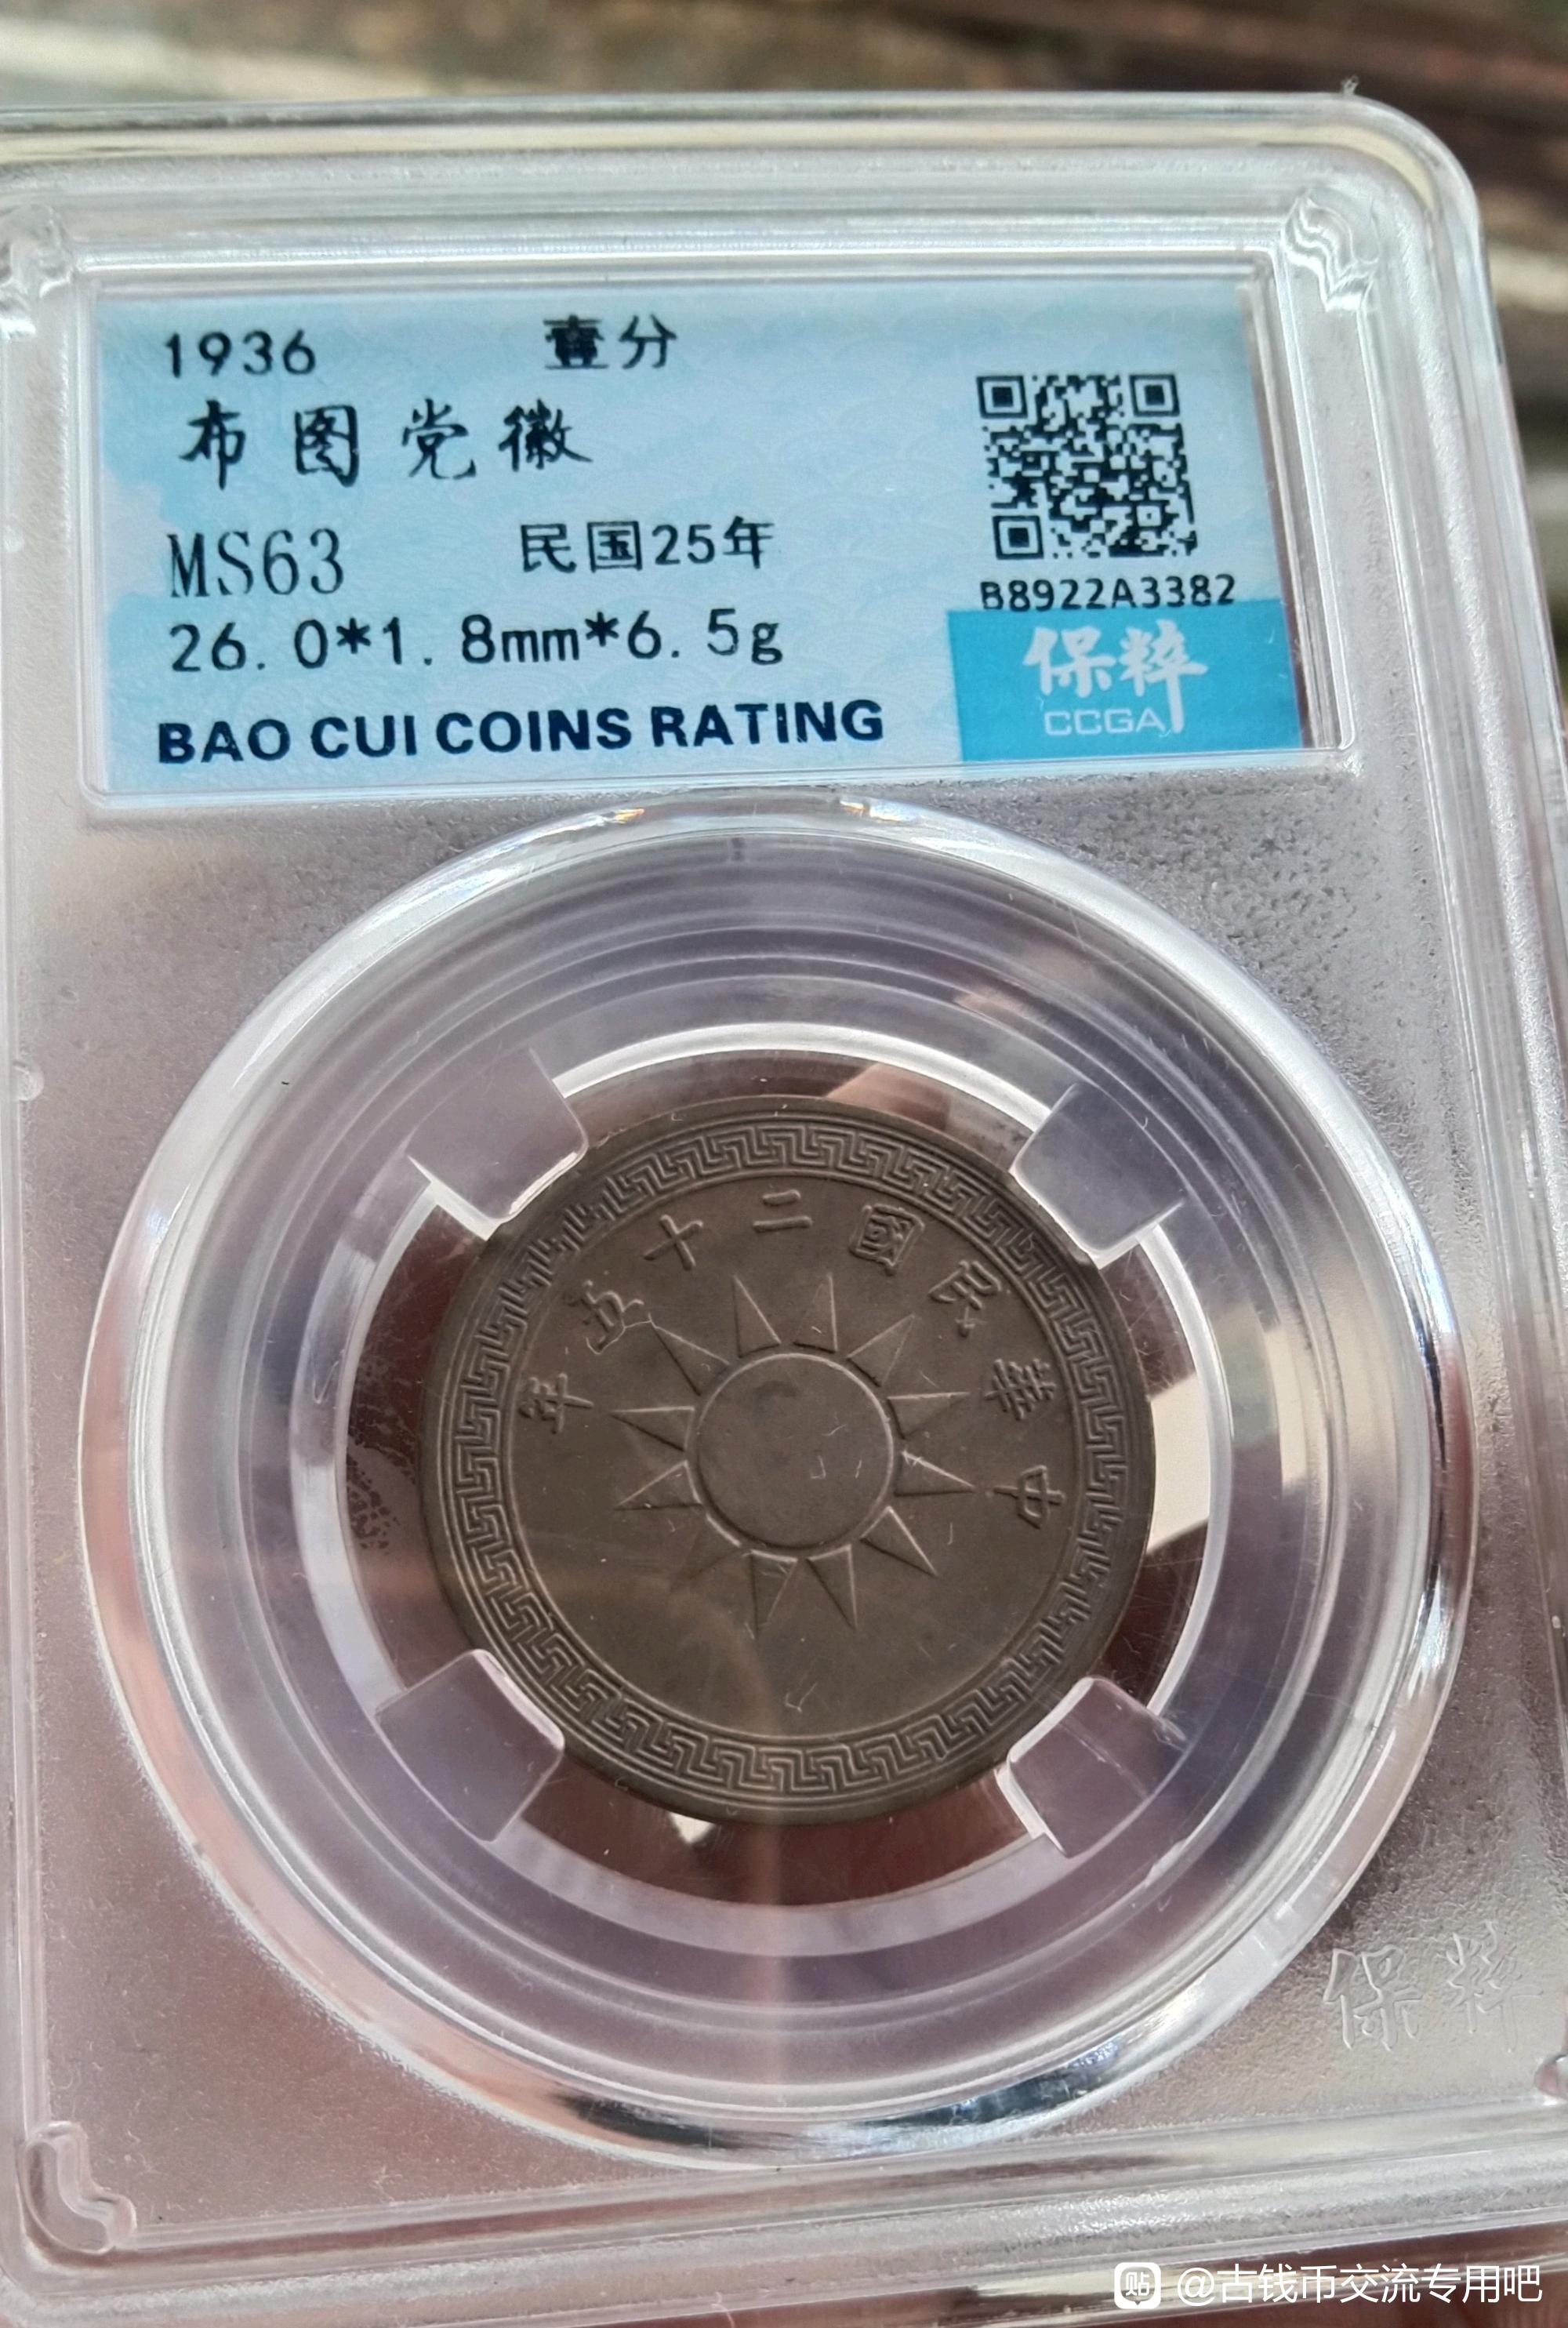 1936 壹分
布图党徽
MS63 民国25年
26.0*1.8mm*6.5g
BAO CUI COINS RATING
B8922A3382
保粹
CCGA
年五十二國民華中
保粹
贴 @古钱币交流专用吧